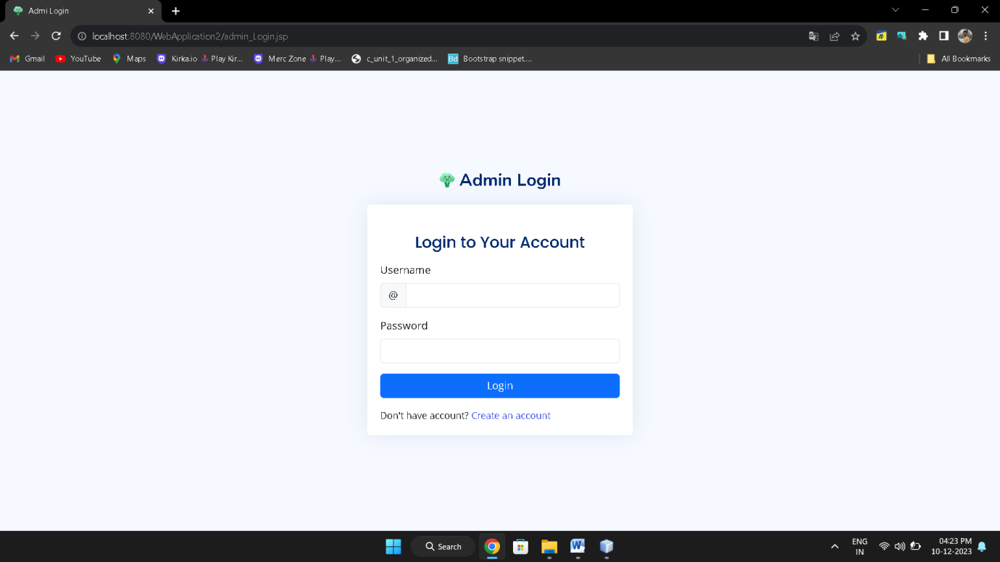 Admi Login
localhost:8080/WebApplication2/admin_Login.jsp
Gmail YouTube Maps Kirka.io Play Kir... Merc Zone Play... c_unit_1_organized... Bd Bootstrap snippet.... All Bookmarks
Admin Login
Login to Your Account
Username
@
Password
Login
Don't have account? Create an account
Search
ENG
IN
04:23 PM
10-12-2023